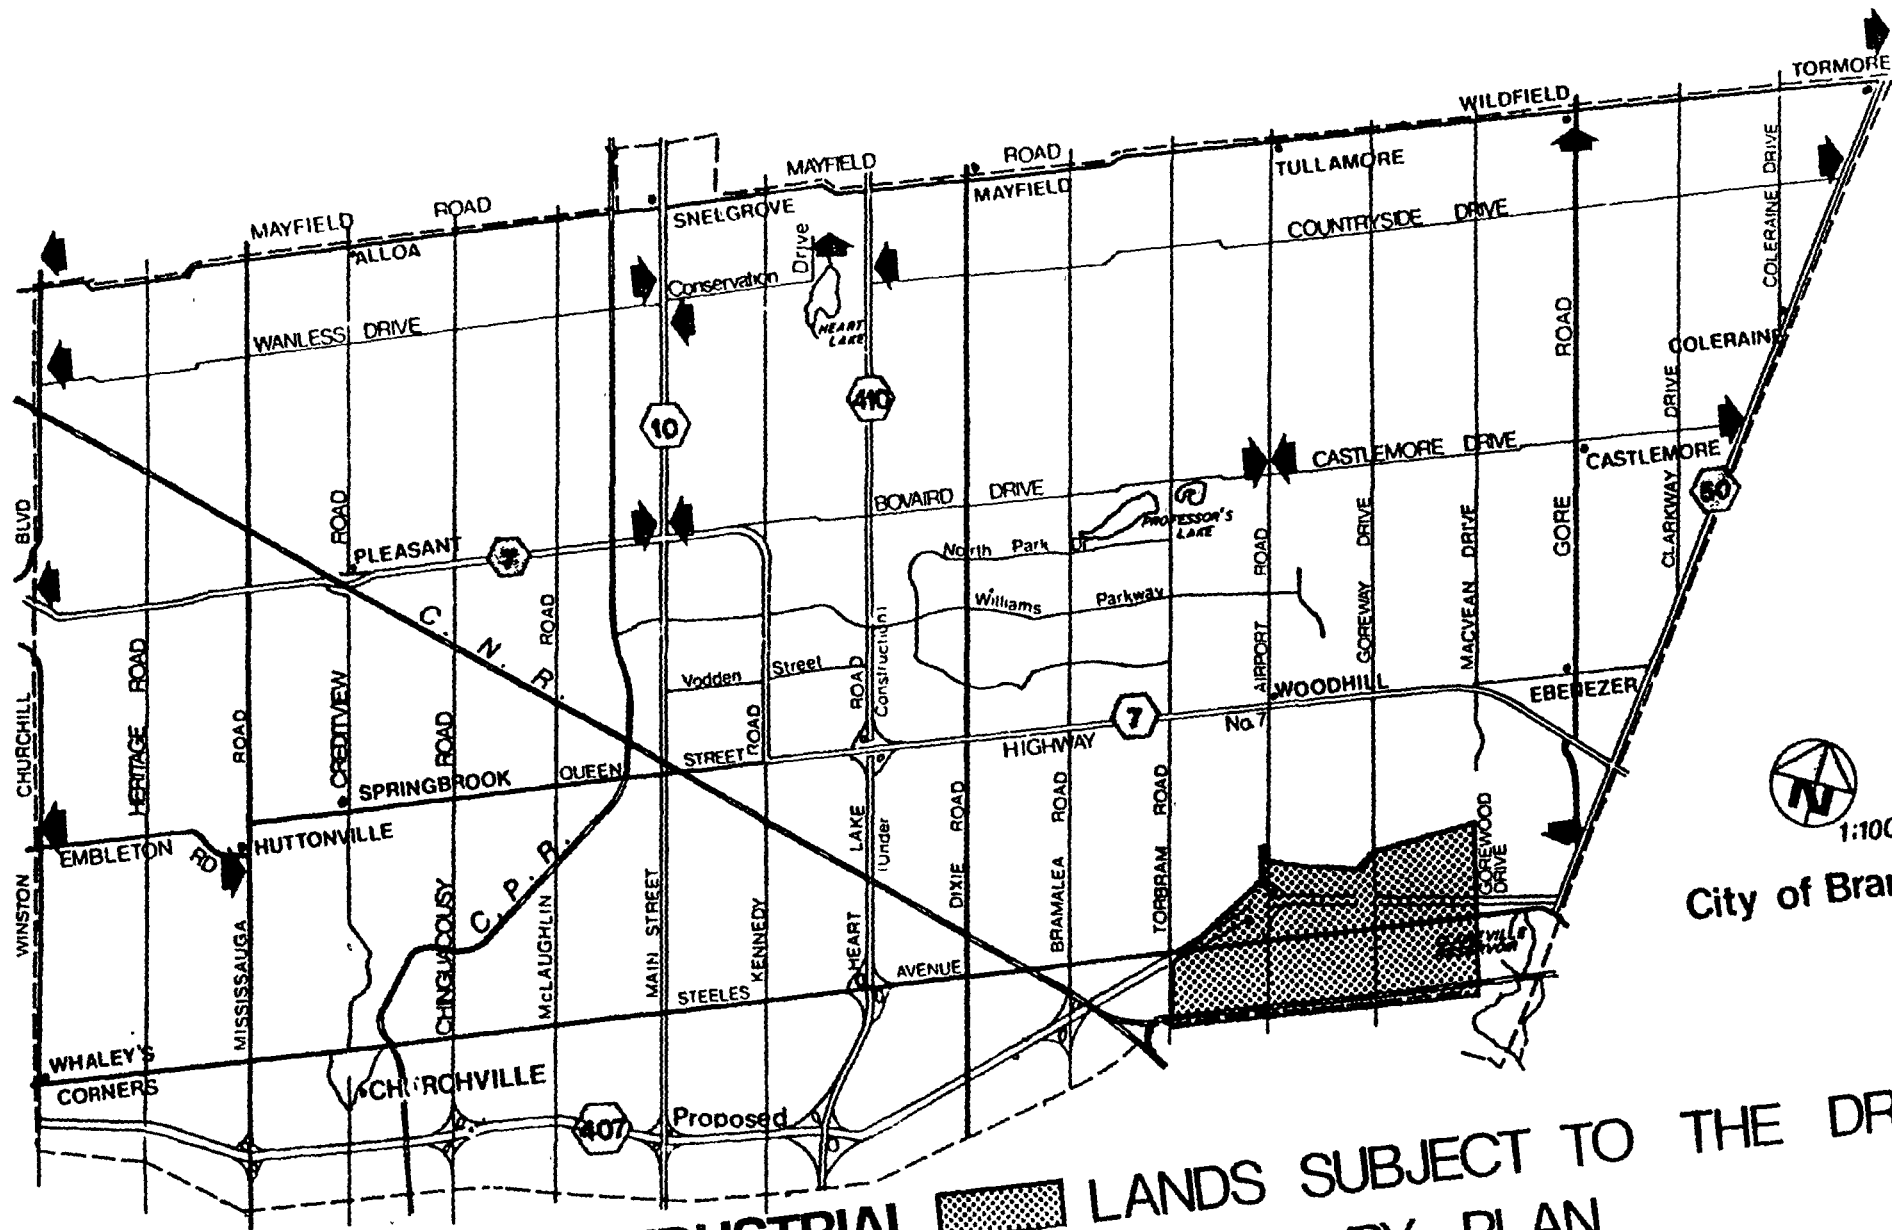 TORMORE
WILDFIELD
MAYFIELD ROAD
TULLAMORE
MAYFIELD
MAYFIELD ROAD
SNELGROVE
ALLOA
COUNTRYSIDE DRIVE
COLERAINE DRIVE
Conservation Drive
HEART
LAKE
WANLESS DRIVE
COLERAINE
410
10
CASTLEMORE DRIVE
CASTLEMORE
50
BOVAIRD DRIVE
PROFESSOR'S
LAKE
PLEASANT
7
North Park
Williams Parkway
C. N. R.
Vodden Street
WOODHILL
EBENEZER
7
No.7
HIGHWAY
QUEEN STREET
SPRINGBROOK
HUTTONVILLE
EMBLETON RD
C. P. R.
WINSTON CHURCHILL BLVD
HERITAGE ROAD
MISSISSAUGA ROAD
CREDITVIEW ROAD
CHINGUACOUSY ROAD
McLAUGHLIN ROAD
MAIN STREET
KENNEDY ROAD
HEART LAKE ROAD
(Under Construction)
DIXIE ROAD
BRAMALEA ROAD
TORBRAM ROAD
AIRPORT ROAD
GOREWAY DRIVE
MACVEAN DRIVE
GORE ROAD
CLARKWAY DRIVE
GOREWOOD
DRIVE
STEELES AVENUE
WHALEY'S
CORNERS
CHURCHVILLE
407
Proposed
N
1:100
City of Bra
LANDS SUBJECT TO THE DR
PLAN